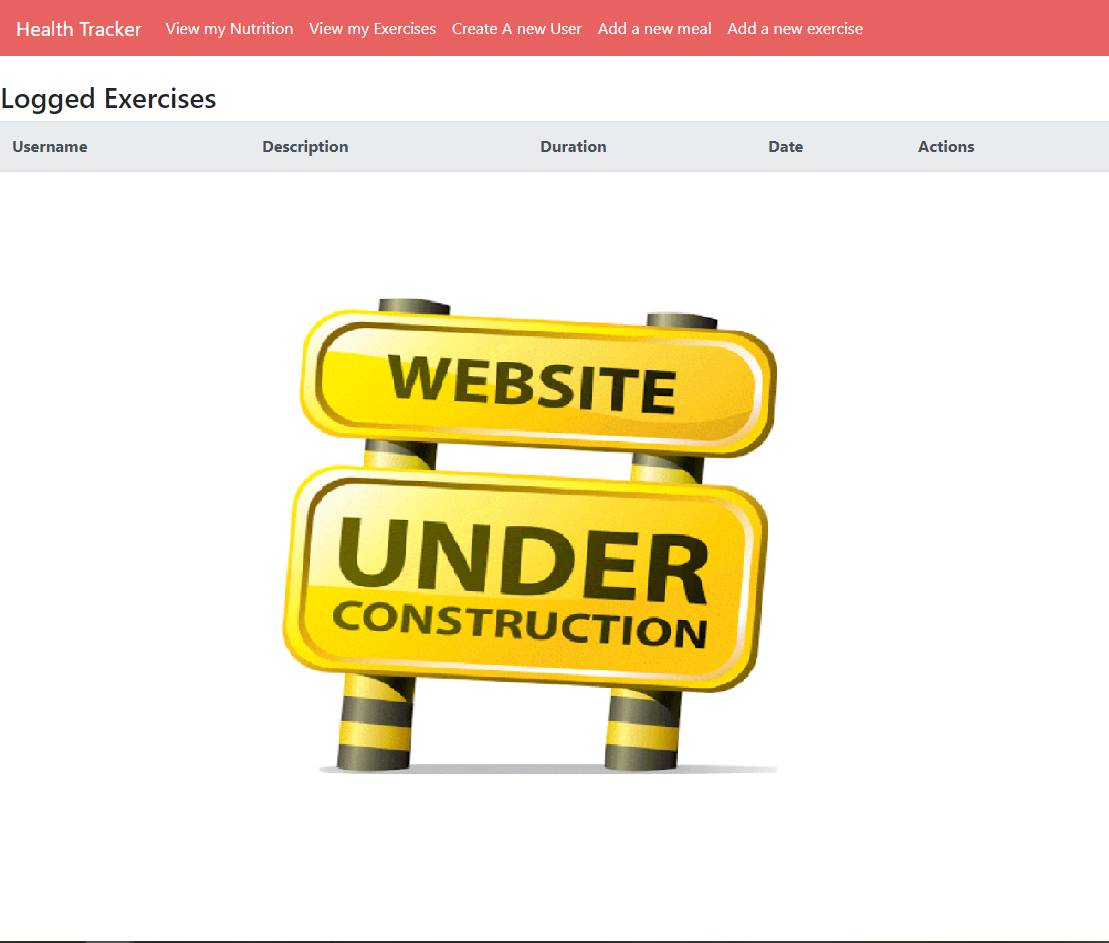 Health Tracker View my Nutrition View my Exercises Create A new User Add a new meal Add a new exercise
Logged Exercises
Username Description Duration Date Actions
WEBSITE
UNDER
CONSTRUCTION